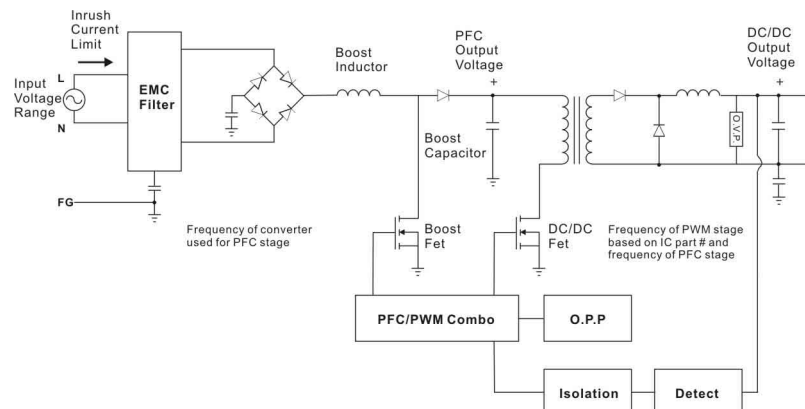 Inrush
Current
Limit
Input
Voltage
Range
L
N
EMC
Filter
FG
Boost
Inductor
PFC
Output
Voltage
+
DC/DC
Output
Voltage
+
Boost
Capacitor
O.V.P.
Frequency of converter
used for PFC stage
Boost
Fet
DC/DC
Fet
Frequency of PWM stage
based on IC part # and
frequency of PFC stage
PFC/PWM Combo
O.P.P
Isolation
Detect